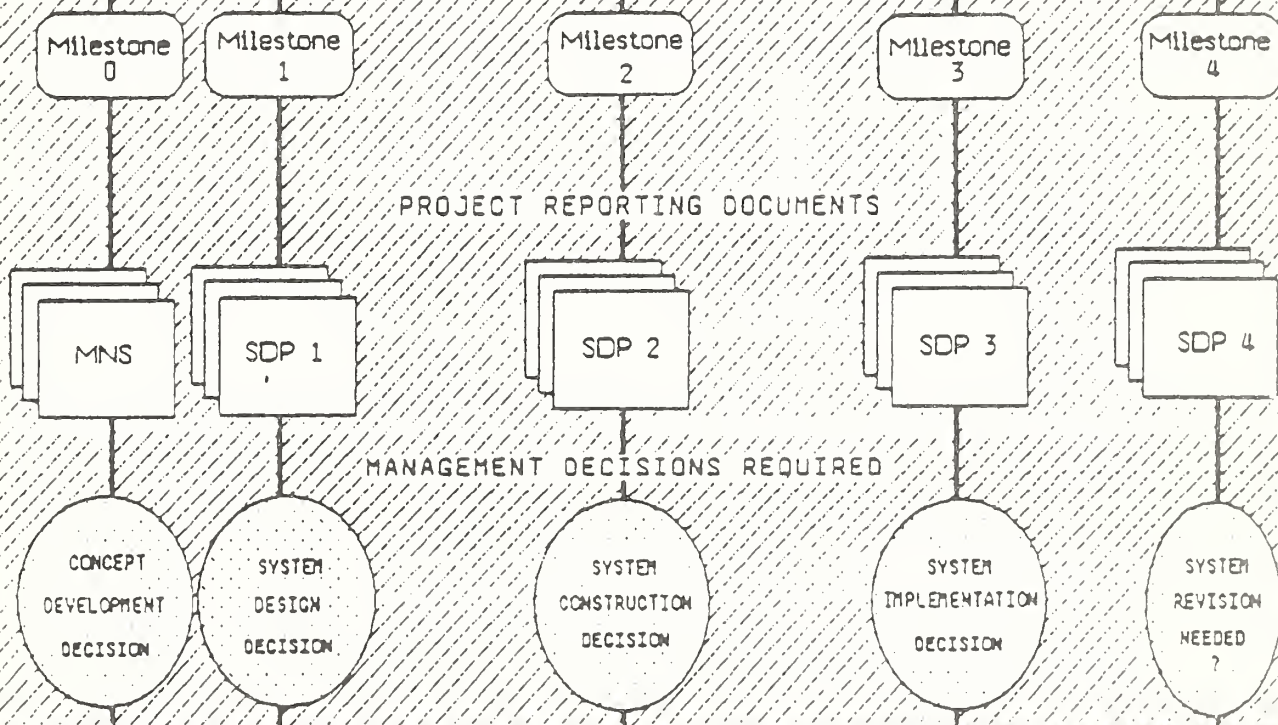 Milestone
0
Milestone
1
Milestone
2
Milestone
3
Milestone
4
PROJECT REPORTING DOCUMENTS
MNS
SDP 1
SDP 2
SDP 3
SDP 4
MANAGEMENT DECISIONS REQUIRED
CONCEPT
DEVELOPMENT
DECISION
SYSTEM
DESIGN
DECISION
SYSTEM
CONSTRUCTION
DECISION
SYSTEM
IMPLEMENTATION
DECISION
SYSTEM
REVISION
NEEDED
?